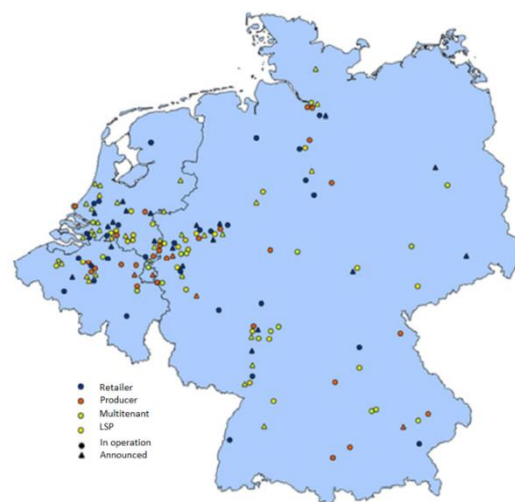 Retailer
Producer
Multitenant
LSP
In operation
Announced